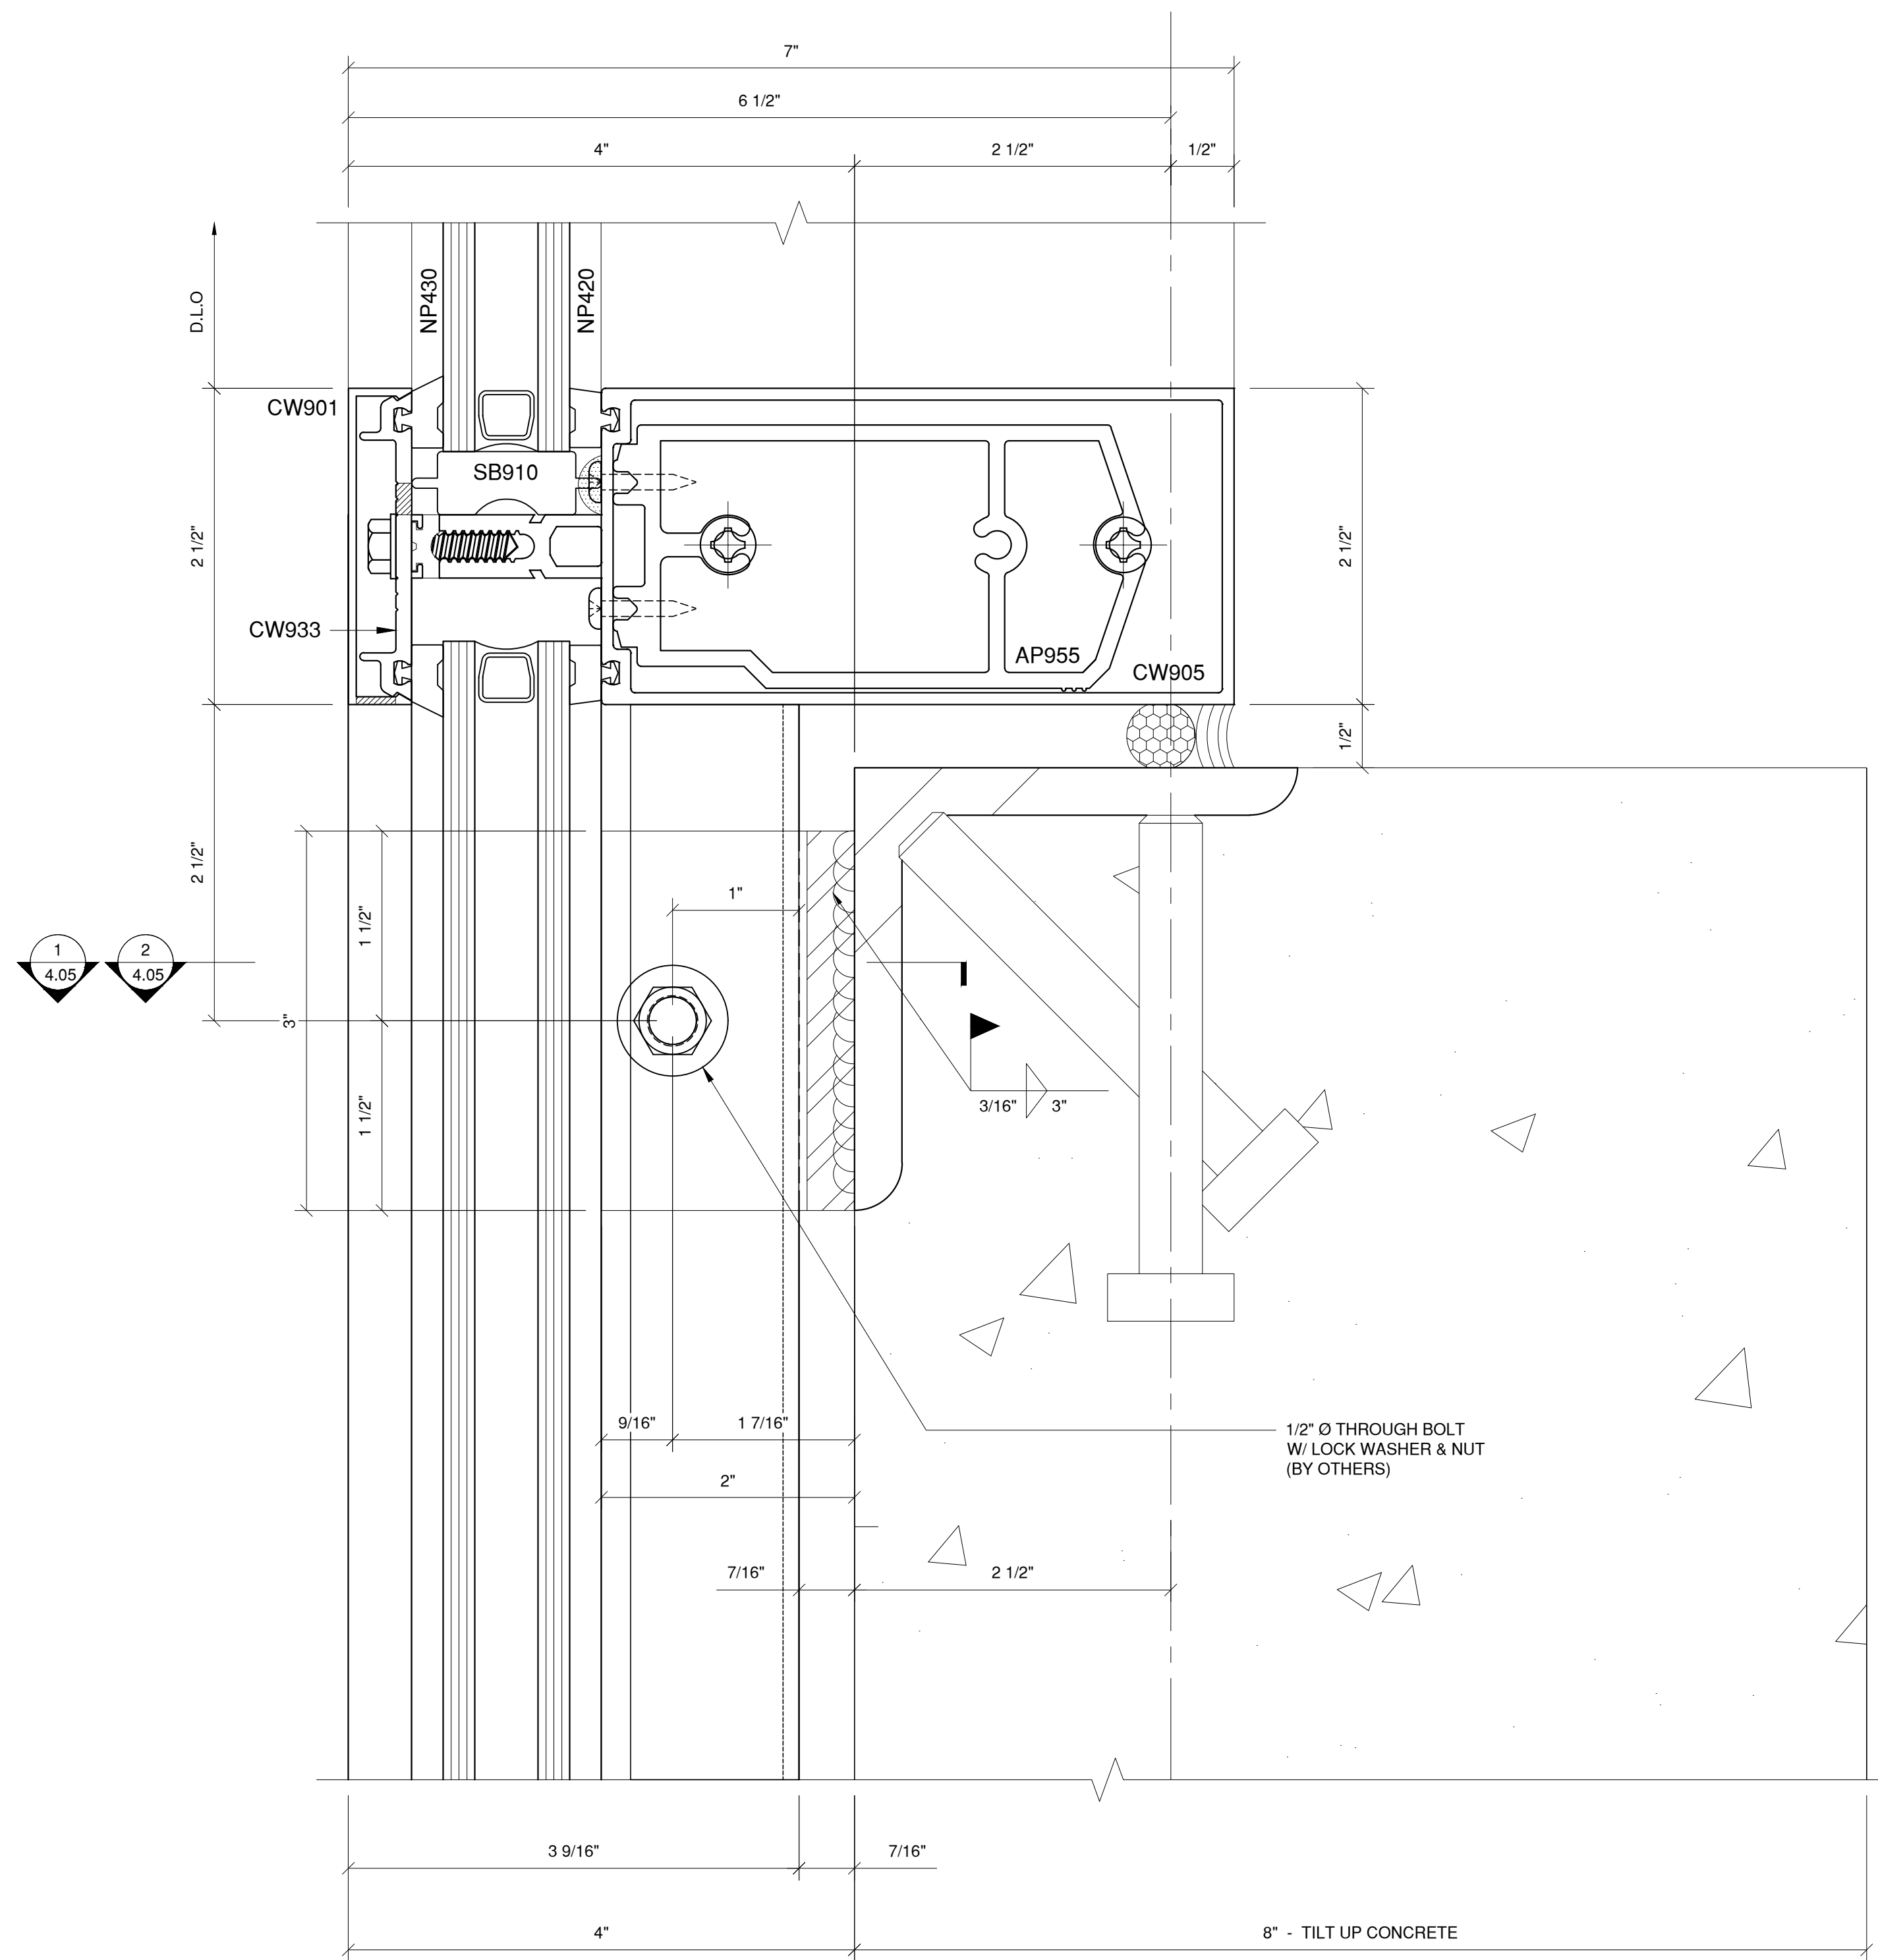 7"
6 1/2"
4"
2 1/2"
1/2"
D.L.O
NP430
NP420
CW901
SB910
2 1/2"
2 1/2"
CW933
AP955
CW905
1/2"
2 1/2"
1 1/2"
1"
1
4.05
2
4.05
3"
1 1/2"
3/16"
3"
9/16"
1 7/16"
1/2" Ø THROUGH BOLT
W/ LOCK WASHER & NUT
(BY OTHERS)
2"
7/16"
2 1/2"
3 9/16"
7/16"
4"
8" - TILT UP CONCRETE